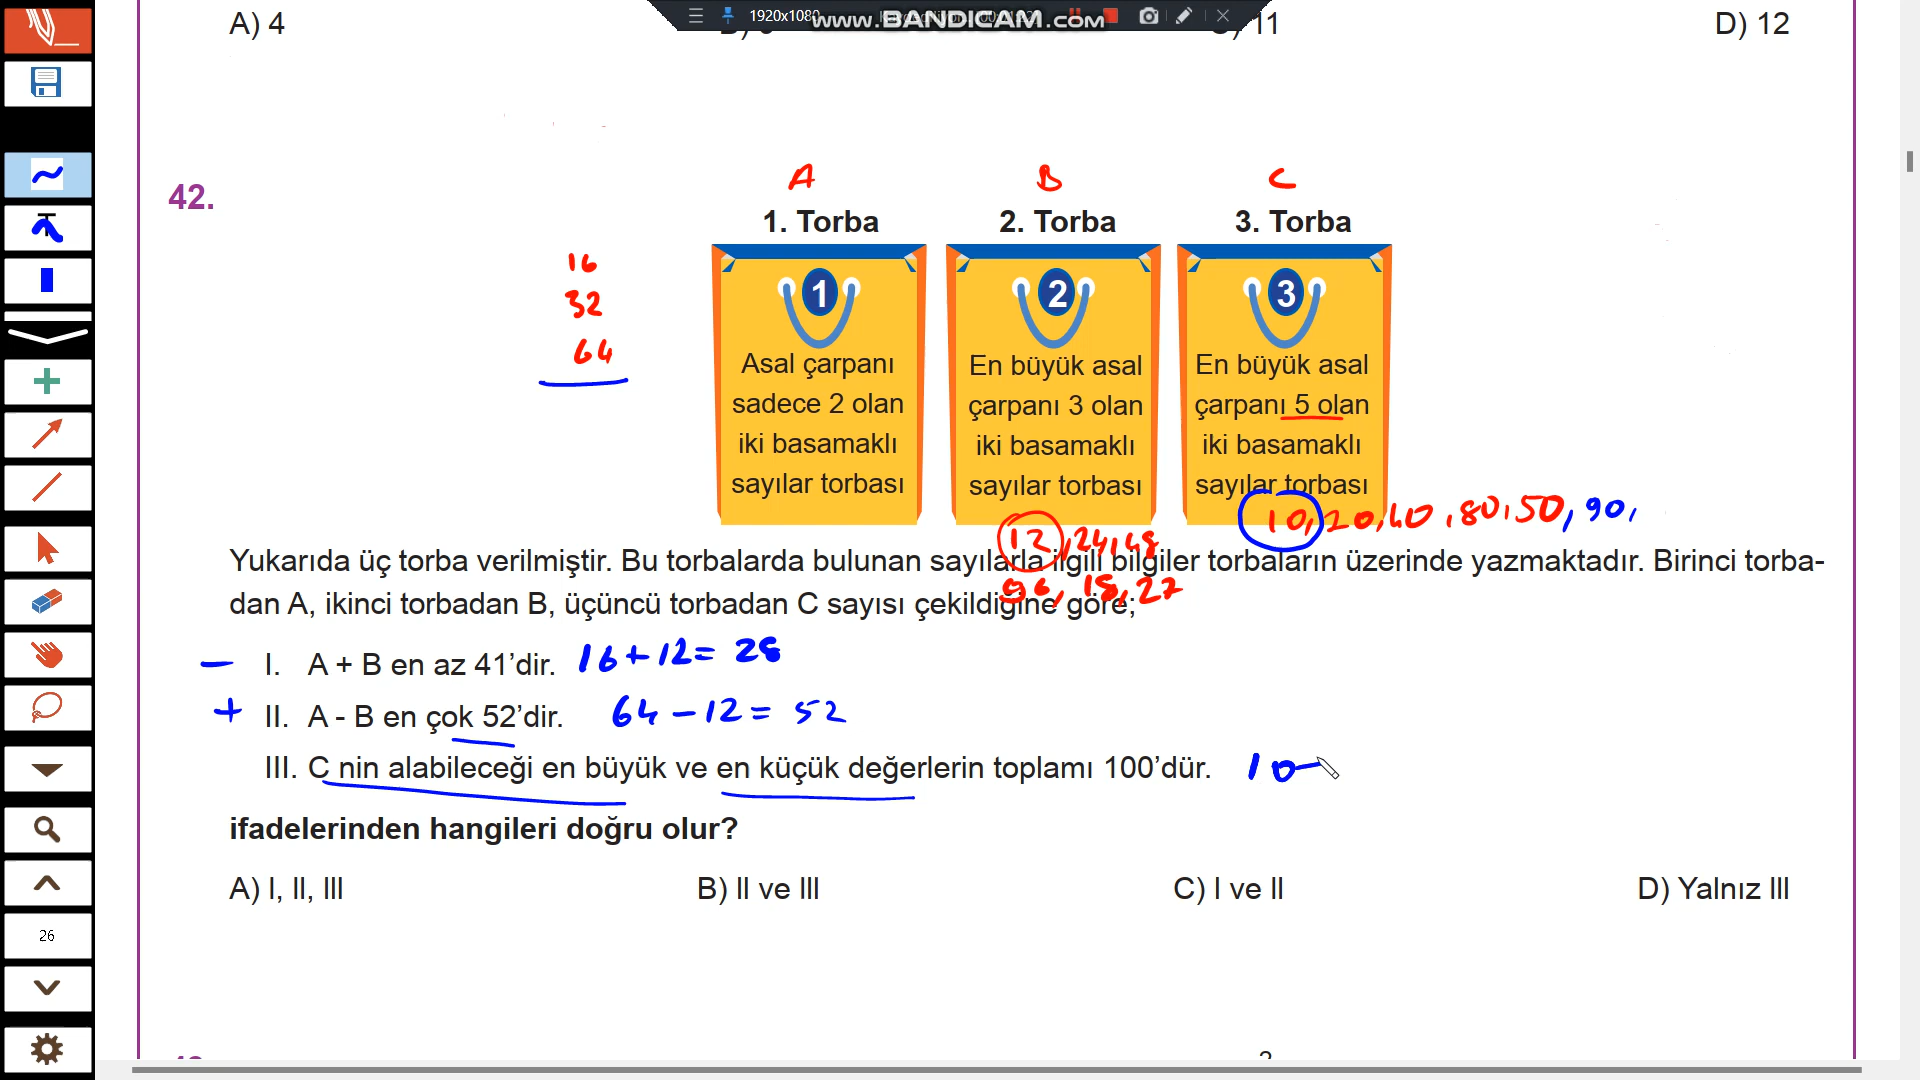 1920x1080
www.BANDICAM.com
A) 4
11
D) 12
42.
A B C
1. Torba 2. Torba 3. Torba
16
32
64
1
Asal çarpanı
sadece 2 olan
iki basamaklı
sayılar torbası
2
En büyük asal
çarpanı 3 olan
iki basamaklı
sayılar torbası
3
En büyük asal
çarpanı 5 olan
iki basamaklı
sayılar torbası
10, 20, 40, 80, 50, 90,
12, 24, 48
96, 18, 27
Yukarıda üç torba verilmiştir. Bu torbalarda bulunan sayılarla ilgili bilgiler torbaların üzerinde yazmaktadır. Birinci torba-
dan A, ikinci torbadan B, üçüncü torbadan C sayısı çekildiğine göre;
— I. A + B en az 41’dir. 16+12= 28
+ II. A - B en çok 52’dir. 64-12= 52
III. C nin alabileceği en büyük ve en küçük değerlerin toplamı 100’dür. 10
ifadelerinden hangileri doğru olur?
A) I, II, III
B) II ve III
C) I ve II
D) Yalnız III
26